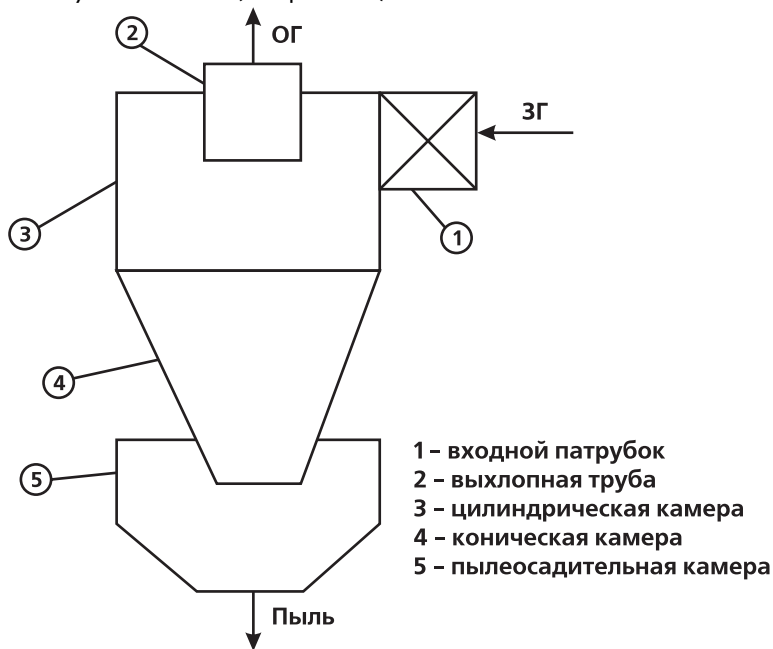 2
ОГ
ЗГ
3
1
4
5
1 – входной патрубок
2 – выхлопная труба
3 – цилиндрическая камера
4 – коническая камера
5 – пылеосадительная камера
Пыль